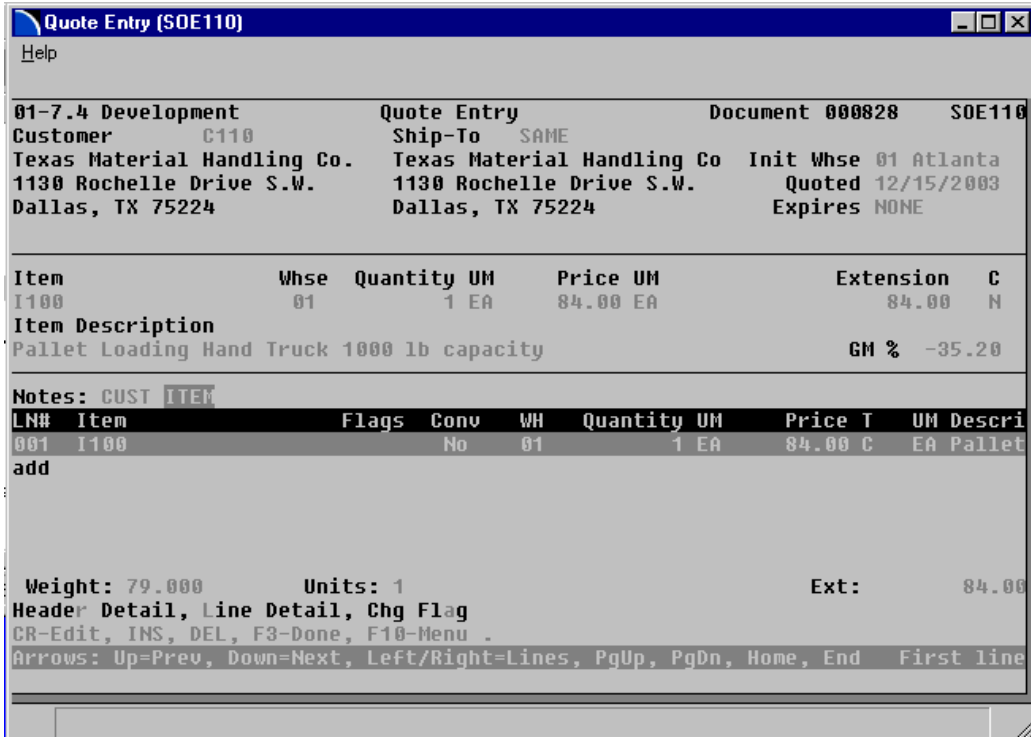 Quote Entry (SOE110)
Help
01-7.4 Development Quote Entry Document 000828 SOE110
Customer C110 Ship-To SAME
Texas Material Handling Co. Texas Material Handling Co Init Whse 01 Atlanta
1130 Rochelle Drive S.W. 1130 Rochelle Drive S.W. Quoted 12/15/2003
Dallas, TX 75224 Dallas, TX 75224 Expires NONE
Item Whse Quantity UM Price UM Extension C
I100 01 1 EA 84.00 EA 84.00 N
Item Description
Pallet Loading Hand Truck 1000 lb capacity GM % -35.20
Notes: CUST ITEM
LN# Item Flags Conv WH Quantity UM Price T UM Descri
001 I100 No 01 1 EA 84.00 C EA Pallet
add
Weight: 79.000 Units: 1 Ext: 84.00
Header Detail, Line Detail, Chg Flag
CR-Edit, INS, DEL, F3-Done, F10-Menu .
Arrows: Up=Prev, Down=Next, Left/Right=Lines, PgUp, PgDn, Home, End First line